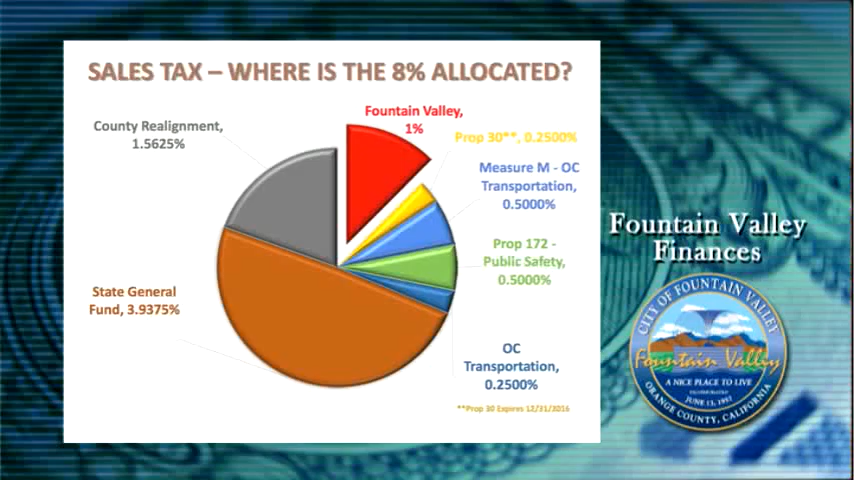 SALES TAX – WHERE IS THE 8% ALLOCATED?
Fountain Valley,
1%
Prop 30**, 0.2500%
County Realignment,
1.5625%
Measure M - OC
Transportation,
0.5000%
Prop 172 -
Public Safety,
0.5000%
State General
Fund, 3.9375%
OC
Transportation,
0.2500%
**Prop 30 Expires 12/31/2016
Fountain Valley
Finances
CITY OF FOUNTAIN VALLEY
Fountain Valley
A NICE PLACE TO LIVE
INCORPORATED
JUNE 13, 1957
ORANGE COUNTY, CALIFORNIA